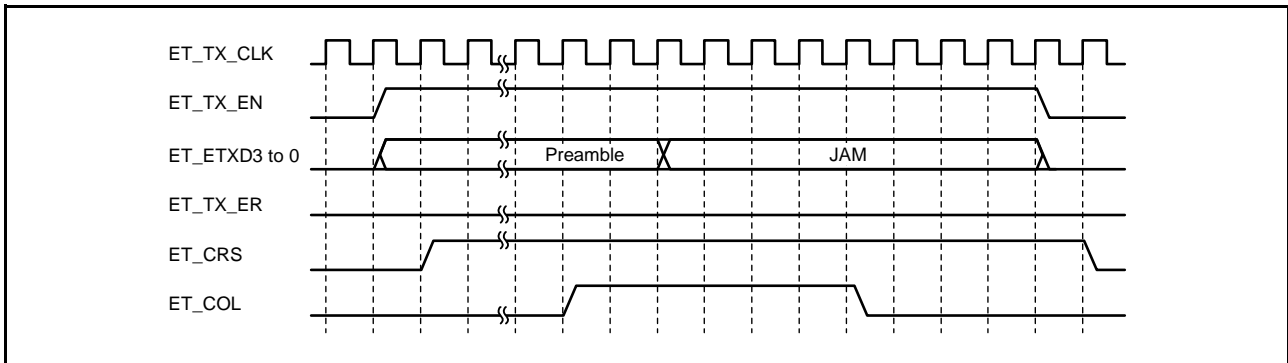 ET_TX_CLK
ET_TX_EN
ET_ETXD3 to 0
Preamble
JAM
ET_TX_ER
ET_CRS
ET_COL